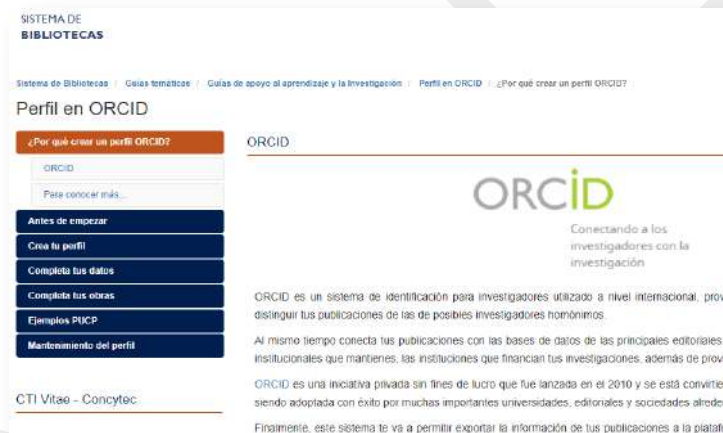 SISTEMA DE
BIBLIOTECAS
Sistema de Bibliotecas / Guías temáticas / Guías de apoyo al aprendizaje y la Investigación / Perfil en ORCID / ¿Por qué crear un perfil ORCID?
Perfil en ORCID
¿Por qué crear un perfil ORCID?
ORCID
Para conocer más...
Antes de empezar
Crea tu perfil
Completa tus datos
Completa tus obras
Ejemplos PUCP
Mantenimiento del perfil
CTI Vitae - Concytec
ORCID
ORCID
Conectando a los
investigadores con la
investigación
ORCID es un sistema de identificación para investigadores utilizado a nivel internacional,
distinguir tus publicaciones de las de posibles investigadores homónimos.
Al mismo tiempo conecta tus publicaciones con las bases de datos de las principales editoriales
institucionales que mantienes, las instituciones que financian tus investigaciones, además de
ORCID es una iniciativa privada sin fines de lucro que fue lanzada en el 2010 y se está
siendo adoptada con éxito por muchas importantes universidades, editoriales y sociedades
Finalmente, este sistema te va a permitir exportar la información de tus publicaciones a la